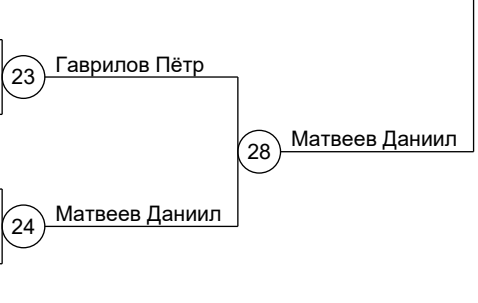 Гаврилов Пётр
23
Матвеев Даниил
28
Матвеев Даниил
24